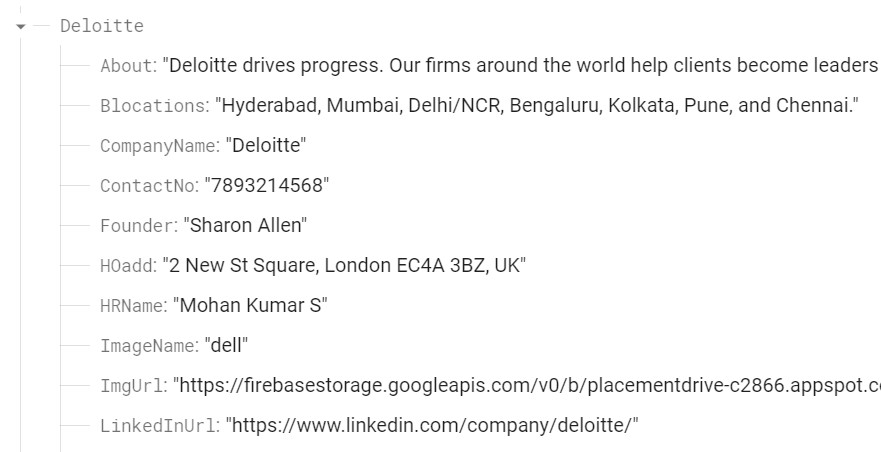 Deloitte
About: "Deloitte drives progress. Our firms around the world help clients become leaders
Blocations: "Hyderabad, Mumbai, Delhi/NCR, Bengaluru, Kolkata, Pune, and Chennai."
CompanyName: "Deloitte"
ContactNo: "7893214568"
Founder: "Sharon Allen"
HOadd: "2 New St Square, London EC4A 3BZ, UK"
HRName: "Mohan Kumar S"
ImageName: "dell"
ImgUrl: "https://firebasestorage.googleapis.com/v0/b/placementdrive-c2866.appspot.c
LinkedInUrl: "https://www.linkedin.com/company/deloitte/"